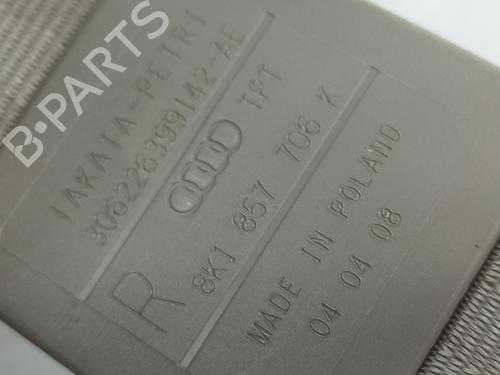 B-PARTS
TAKATA-PETRI
306226399142-AE
TPT
R
8K1 857 706 K
MADE IN POLAND
04 04 08